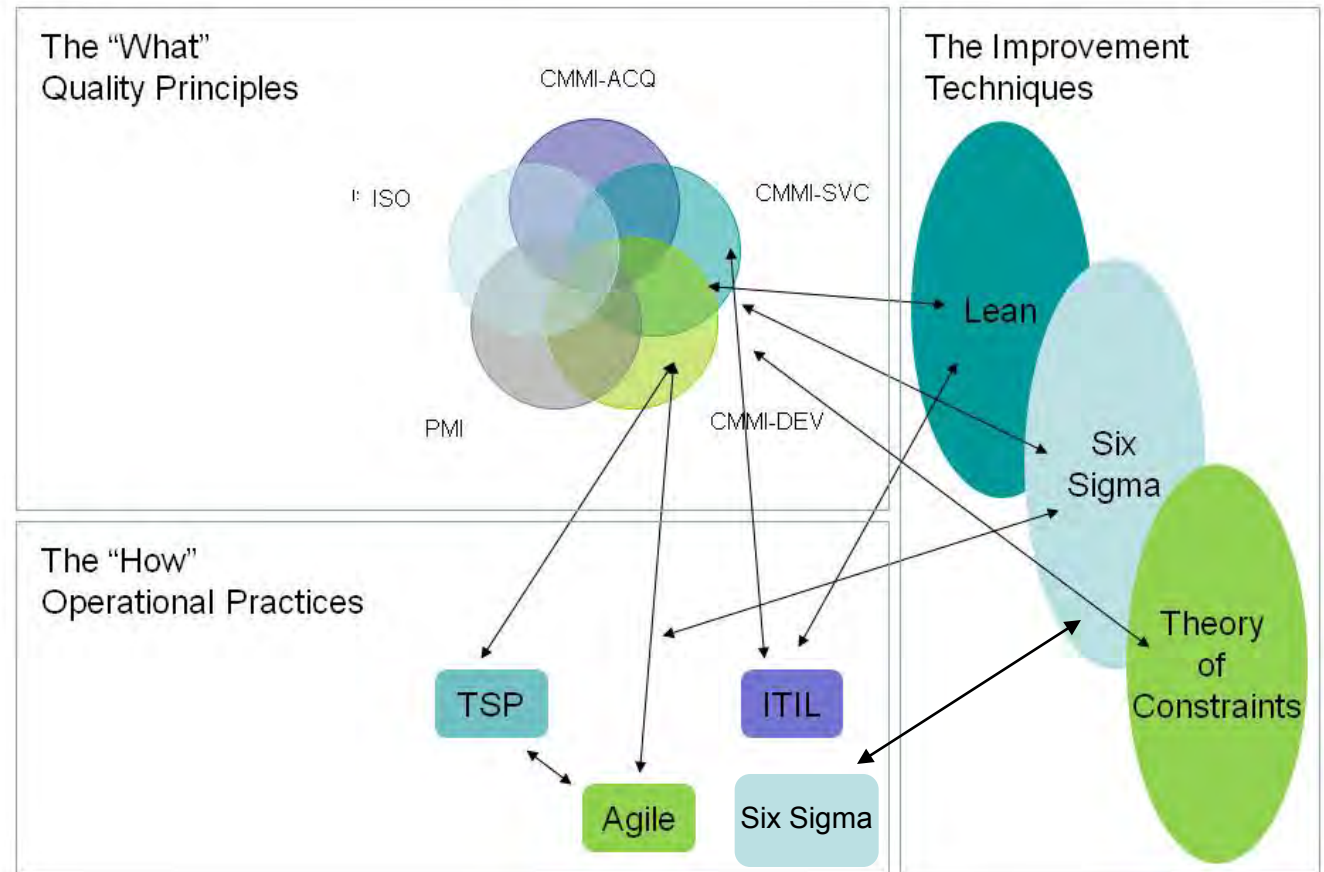 The “What”
Quality Principles
CMMI-ACQ
I: ISO
CMMI-SVC
PMI
CMMI-DEV
The Improvement
Techniques
Lean
Six
Sigma
Theory
of
Constraints
The “How”
Operational Practices
TSP
ITIL
Agile
Six Sigma